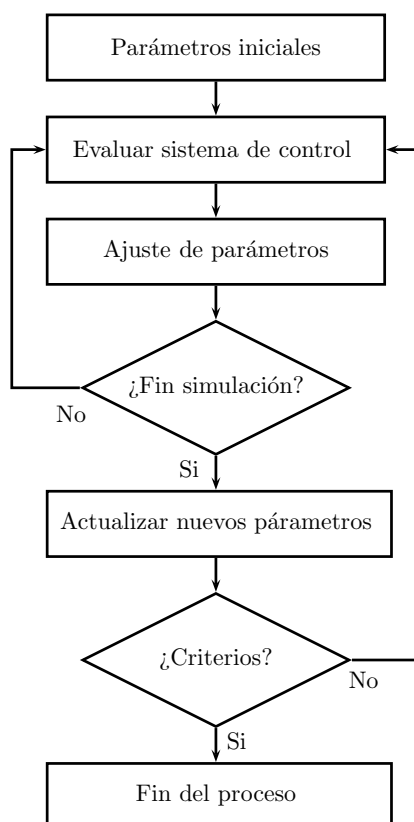 Parámetros iniciales
Evaluar sistema de control
Ajuste de parámetros
¿Fin simulación?
No
Si
Actualizar nuevos párametros
¿Criterios?
No
Si
Fin del proceso